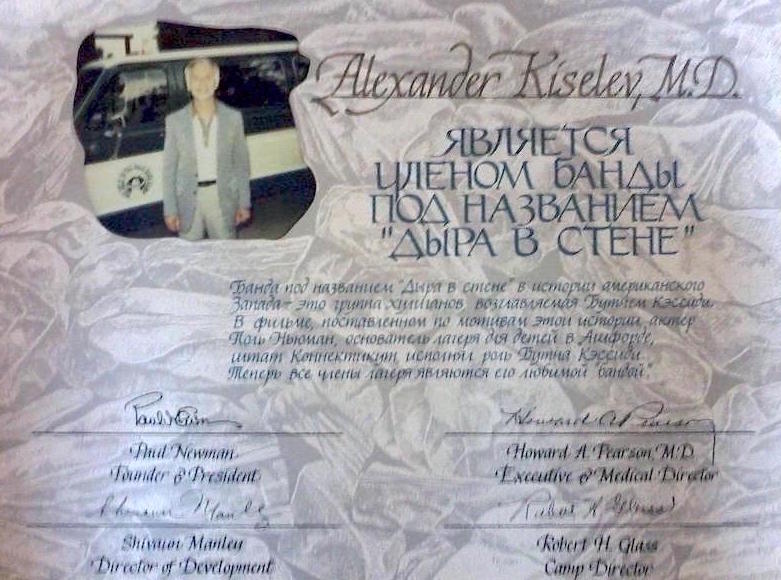 Alexander Kiselev, M.D.
ЯВЛЯЕТСЯ
ЧЛЕНОМ БАНДЫ
ПОД НАЗВАНИЕМ
"ДЫРА В СТЕНЕ"
Банда под названием "Дыра в стене" в истории американского
Запада - это группа хулиганов возглавляемая Бутчем Кэссиди.
В фильме, поставленном по мотивам этой истории, актер
Поль Ньюман, основатель лагеря для детей в Ашфорде,
штат Коннектикут, исполнял роль Бутча Кэссиди.
Теперь все члены лагеря являются его любимой бандой".
Paul Newman
Howard A. Pearson, M.D.
Founder & President
Executive & Medical Director
Shivaun Manley
Robert H. Glass
Director of Development
Camp Director